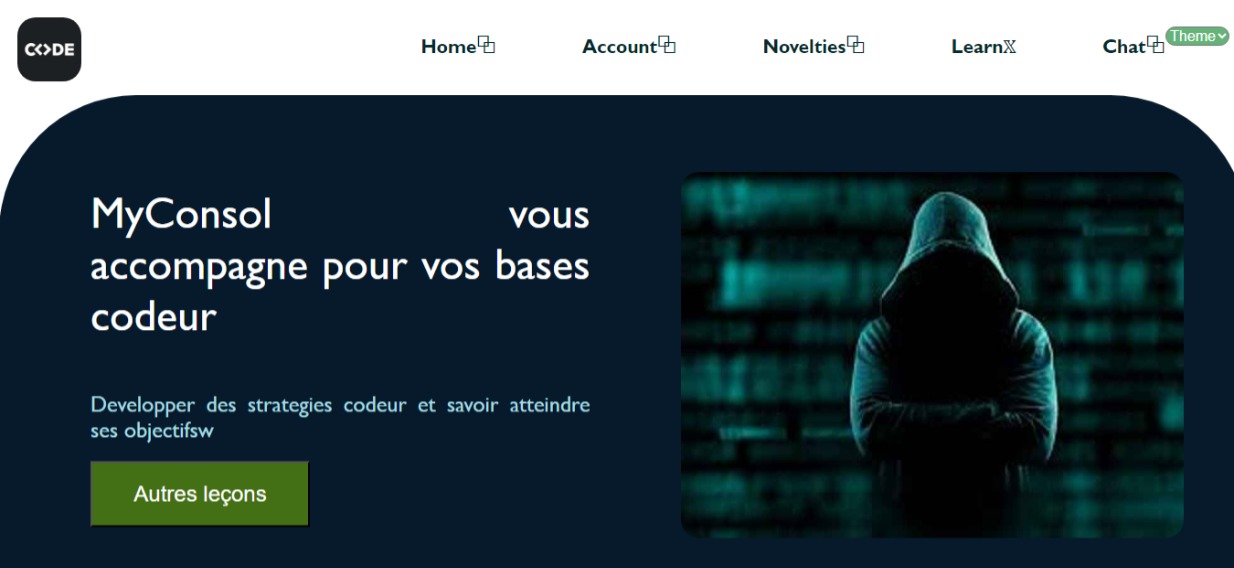 C<>DE
Home Account Novelties Learn𝕏 Chat Theme
MyConsol vous
accompagne pour vos bases
codeur
Developper des strategies codeur et savoir atteindre
ses objectifsw
Autres leçons